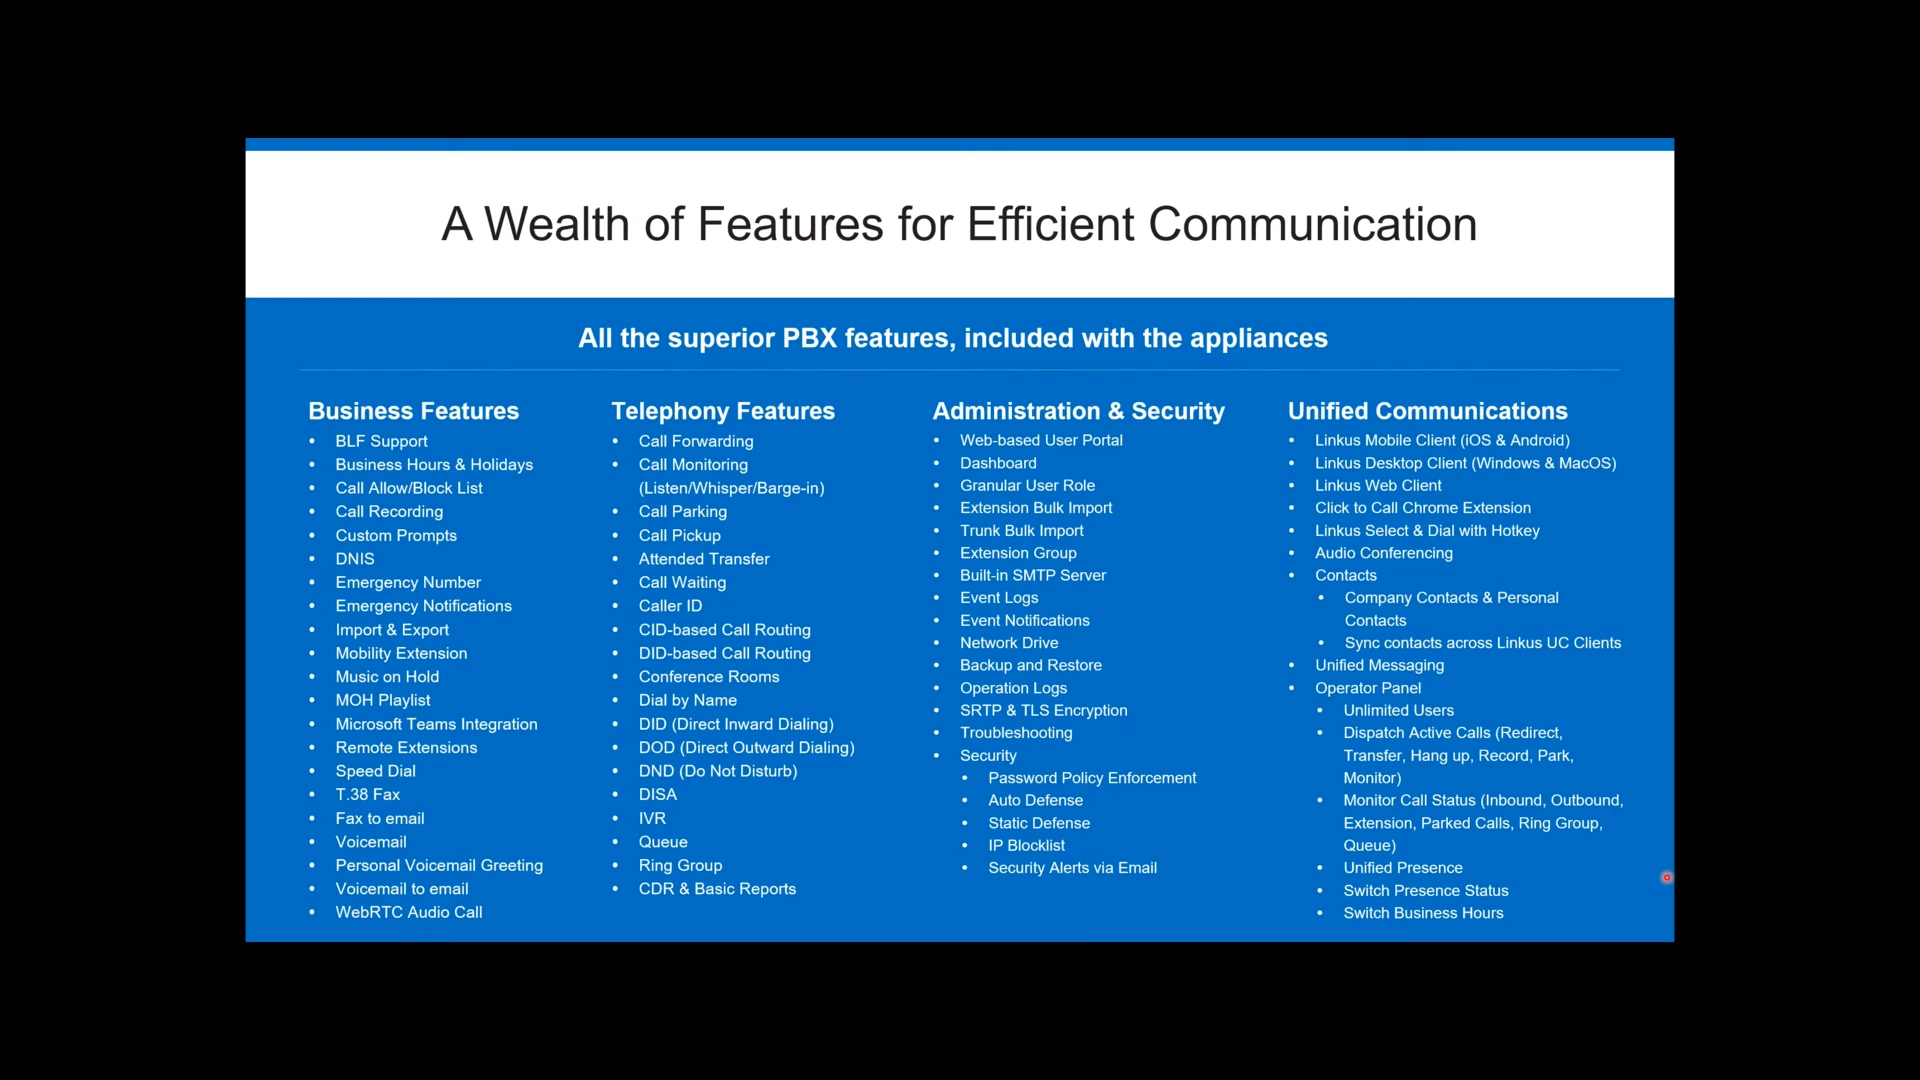 A Wealth of Features for Efficient Communication
All the superior PBX features, included with the appliances
Business Features
• BLF Support
• Business Hours & Holidays
• Call Allow/Block List
• Call Recording
• Custom Prompts
• DNIS
• Emergency Number
• Emergency Notifications
• Import & Export
• Mobility Extension
• Music on Hold
• MOH Playlist
• Microsoft Teams Integration
• Remote Extensions
• Speed Dial
• T.38 Fax
• Fax to email
• Voicemail
• Personal Voicemail Greeting
• Voicemail to email
• WebRTC Audio Call
Telephony Features
• Call Forwarding
• Call Monitoring
(Listen/Whisper/Barge-in)
• Call Parking
• Call Pickup
• Attended Transfer
• Call Waiting
• Caller ID
• CID-based Call Routing
• DID-based Call Routing
• Conference Rooms
• Dial by Name
• DID (Direct Inward Dialing)
• DOD (Direct Outward Dialing)
• DND (Do Not Disturb)
• DISA
• IVR
• Queue
• Ring Group
• CDR & Basic Reports
Administration & Security
• Web-based User Portal
• Dashboard
• Granular User Role
• Extension Bulk Import
• Trunk Bulk Import
• Extension Group
• Built-in SMTP Server
• Event Logs
• Event Notifications
• Network Drive
• Backup and Restore
• Operation Logs
• SRTP & TLS Encryption
• Troubleshooting
• Security
• Password Policy Enforcement
• Auto Defense
• Static Defense
• IP Blocklist
• Security Alerts via Email
Unified Communications
• Linkus Mobile Client (iOS & Android)
• Linkus Desktop Client (Windows & MacOS)
• Linkus Web Client
• Click to Call Chrome Extension
• Linkus Select & Dial with Hotkey
• Audio Conferencing
• Contacts
• Company Contacts & Personal
Contacts
• Sync contacts across Linkus UC Clients
• Unified Messaging
• Operator Panel
• Unlimited Users
• Dispatch Active Calls (Redirect,
Transfer, Hang up, Record, Park,
Monitor)
• Monitor Call Status (Inbound, Outbound,
Extension, Parked Calls, Ring Group,
Queue)
• Unified Presence
• Switch Presence Status
• Switch Business Hours